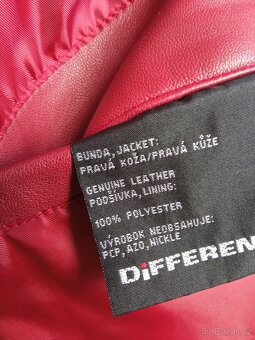 BUNDA, JACKET:
PRAVÁ KOŽA/PRAVÁ KŮŽE
GENUINE LEATHER
PODŠÍVKA, LINING:
100% POLYESTER
VÝROBOK NEOBSAHUJE:
PCP, AZO, NICKLE
DiFFEREN